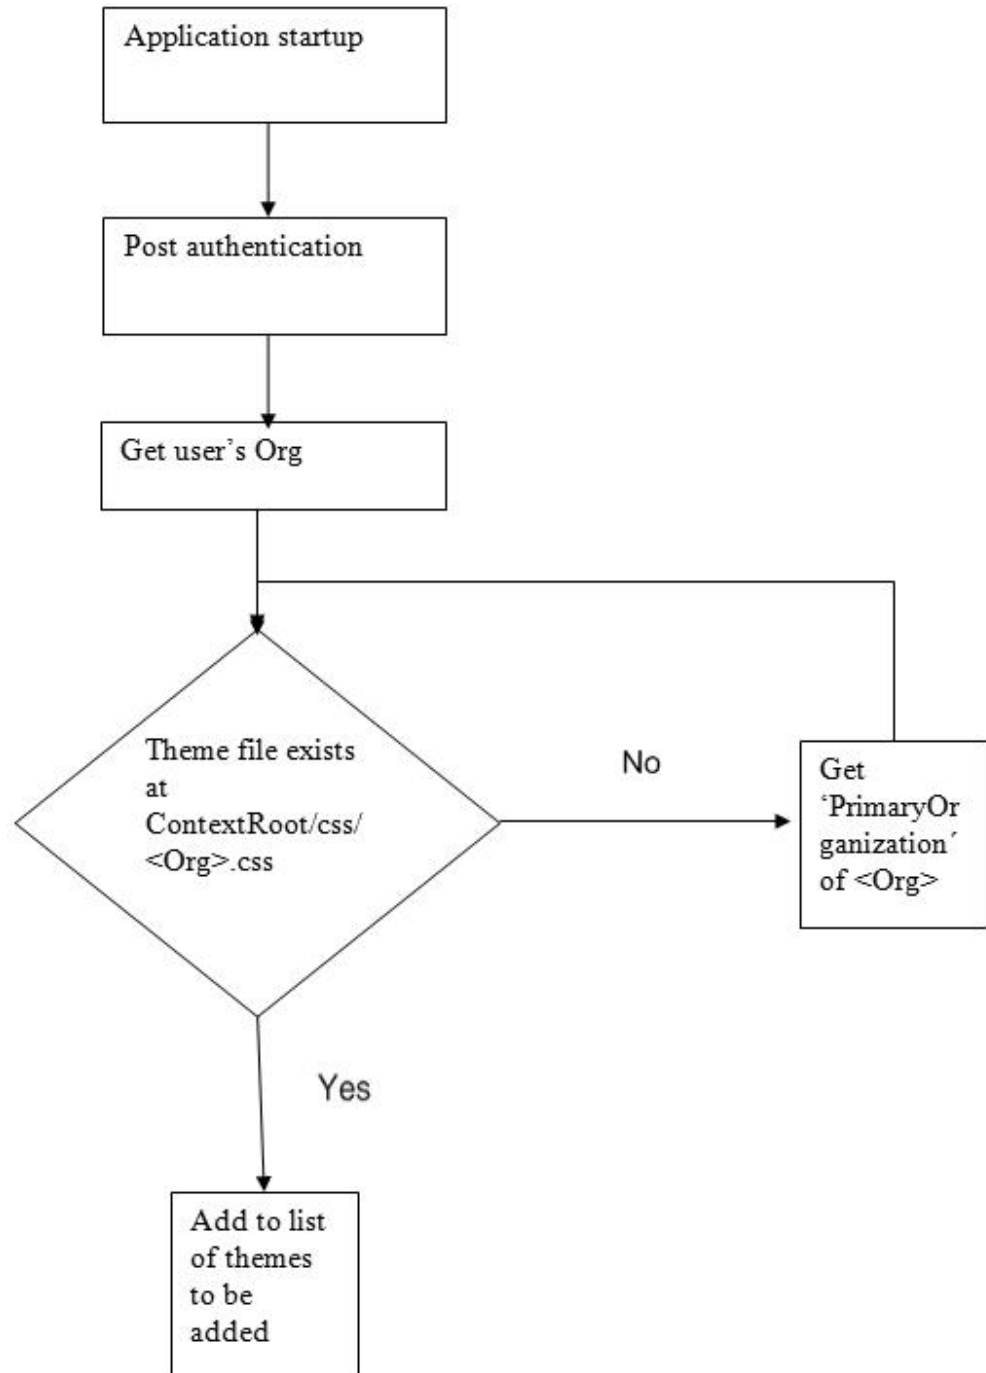 Application startup
Post authentication
Get user’s Org
Theme file exists
at
ContextRoot/css/
<Org>.css
No
Get
‘PrimaryOr
ganization´
of <Org>
Yes
Add to list
of themes
to be
added